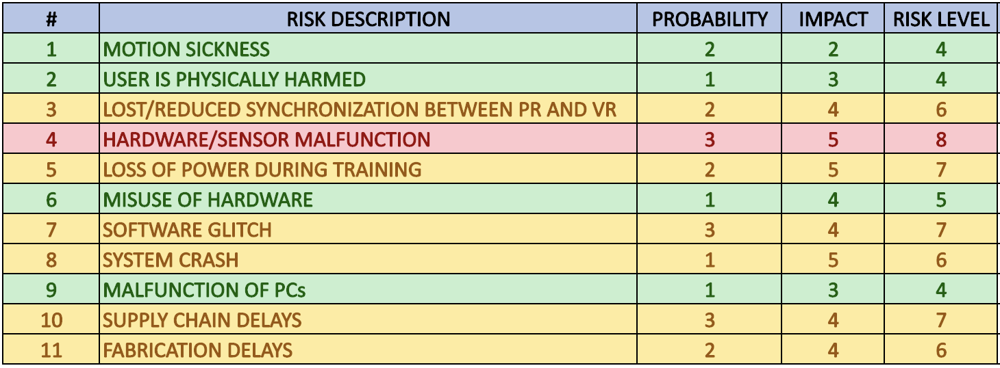 # RISK DESCRIPTION PROBABILITY IMPACT RISK LEVEL
1 MOTION SICKNESS 2 2 4
2 USER IS PHYSICALLY HARMED 1 3 4
3 LOST/REDUCED SYNCHRONIZATION BETWEEN PR AND VR 2 4 6
4 HARDWARE/SENSOR MALFUNCTION 3 5 8
5 LOSS OF POWER DURING TRAINING 2 5 7
6 MISUSE OF HARDWARE 1 4 5
7 SOFTWARE GLITCH 3 4 7
8 SYSTEM CRASH 1 5 6
9 MALFUNCTION OF PCs 1 3 4
10 SUPPLY CHAIN DELAYS 3 4 7
11 FABRICATION DELAYS 2 4 6